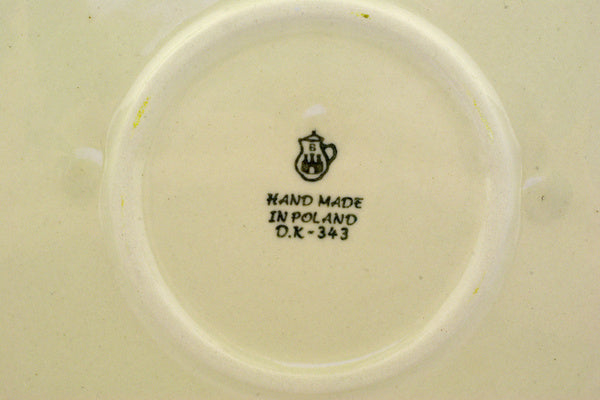 B
HAND MADE
IN POLAND
D.K-343